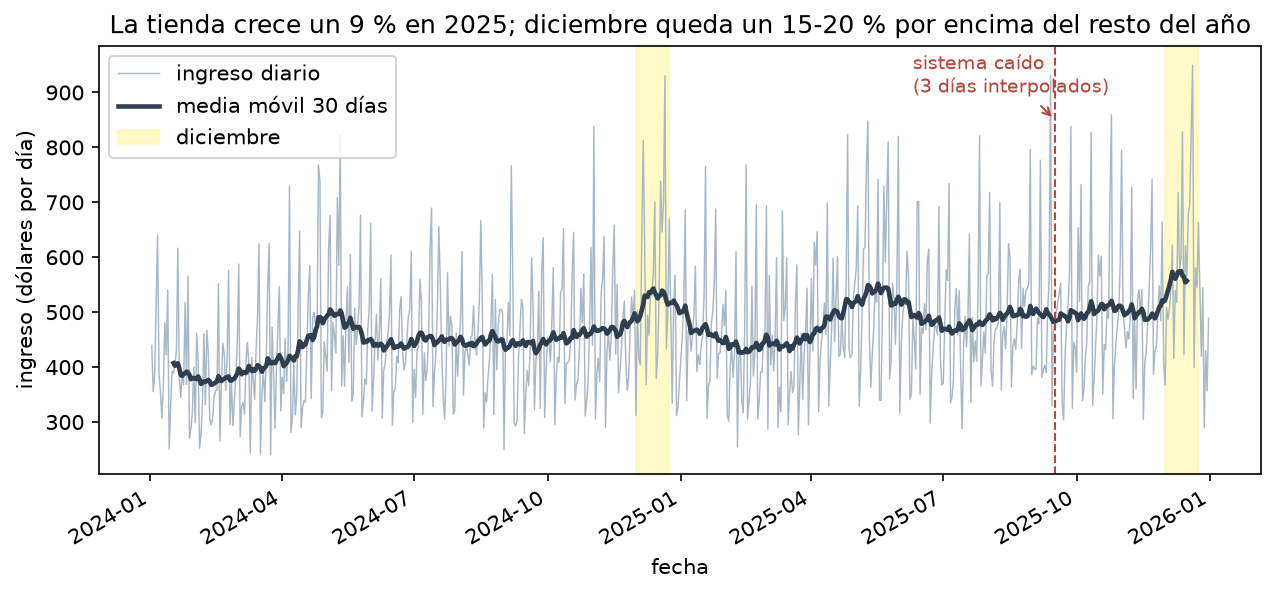 La tienda crece un 9 % en 2025; diciembre queda un 15-20 % por encima del resto del año
ingreso diario
media móvil 30 días
diciembre
sistema caído
(3 días interpolados)
ingreso (dólares por día)
900
800
700
600
500
400
300
2024-01
2024-04
2024-07
2024-10
2025-01
2025-04
2025-07
2025-10
2026-01
fecha